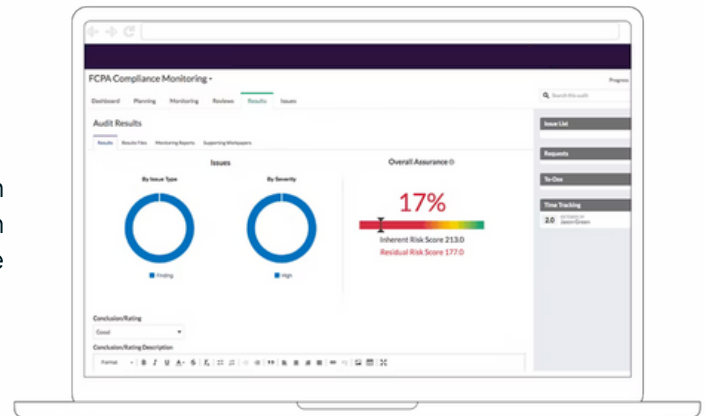 FCPA Compliance Monitoring
Progress
Dashboard Planning Monitoring Reviews Results Issues
Search this audit
Audit Results
Issue List
Results Results Files Monitoring Reports Supporting Workpapers
Issues
Overall Assurance
Requests
By Issue Type
By Severity
To-Dos
17%
Time Tracking
2.0
Jason Green
Inherent Risk Score 213.0
Residual Risk Score 177.0
Finding
High
Conclusion/Rating
Good
Conclusion/Rating Description
Format B I U A S